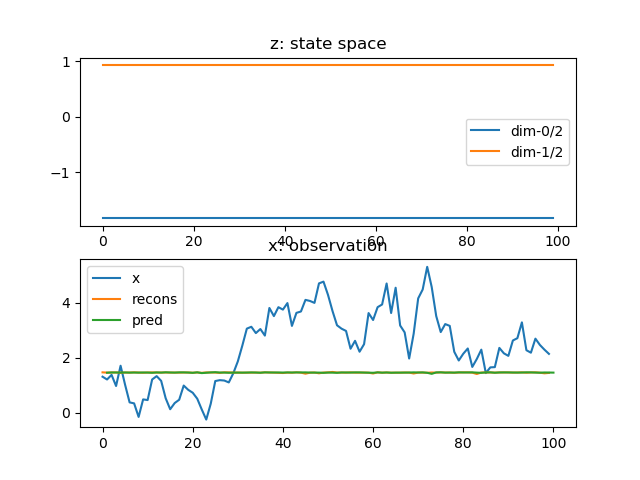 z: state space
1
0
−1
dim-0/2
dim-1/2
0 20 40 60 80 100
x: observation
x
recons
pred
4
2
0
0 20 40 60 80 100